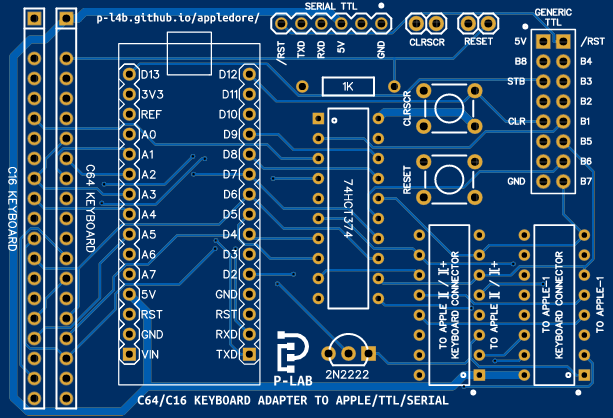 p-l4b.github.io/appledore/
SERIAL TTL
/RST
TXD
RXD
5V
GND
CLRSCR
RESET
GENERIC
TTL
5V
/RST
B8
B4
STB
B3
B2
CLR
B1
B5
B6
GND
B7
D13
3V3
REF
A0
A1
A2
A3
A4
A5
A6
A7
5V
RST
GND
VIN
D12
D11
D10
D9
D8
D7
D6
D5
D4
D3
D2
GND
RST
RXD
TXD
1K
CLRSCR
RESET
74HCT374
C16 KEYBOARD
C64 KEYBOARD
TO APPLE II / II+
KEYBOARD CONNECTOR
TO APPLE II / II+
TO APPLE-1
KEYBOARD CONNECTOR
TO APPLE-1
P-LAB
2N2222
C64/C16 KEYBOARD ADAPTER TO APPLE/TTL/SERIAL